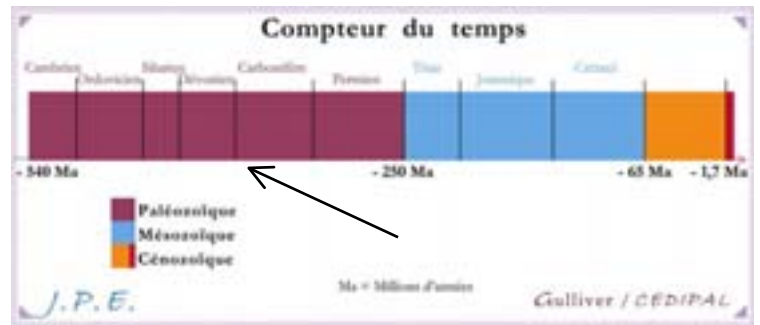 Compteur du temps
Cambrien Ordovicien Silurien Dévonien Carbonifère Permien Trias Jurassique Crétacé
- 540 Ma - 250 Ma - 65 Ma - 1,7 Ma
Paléozoïque
Mésozoïque
Cénozoïque
Ma = Millions d'années
J.P.E. Gulliver / CEDIPAL